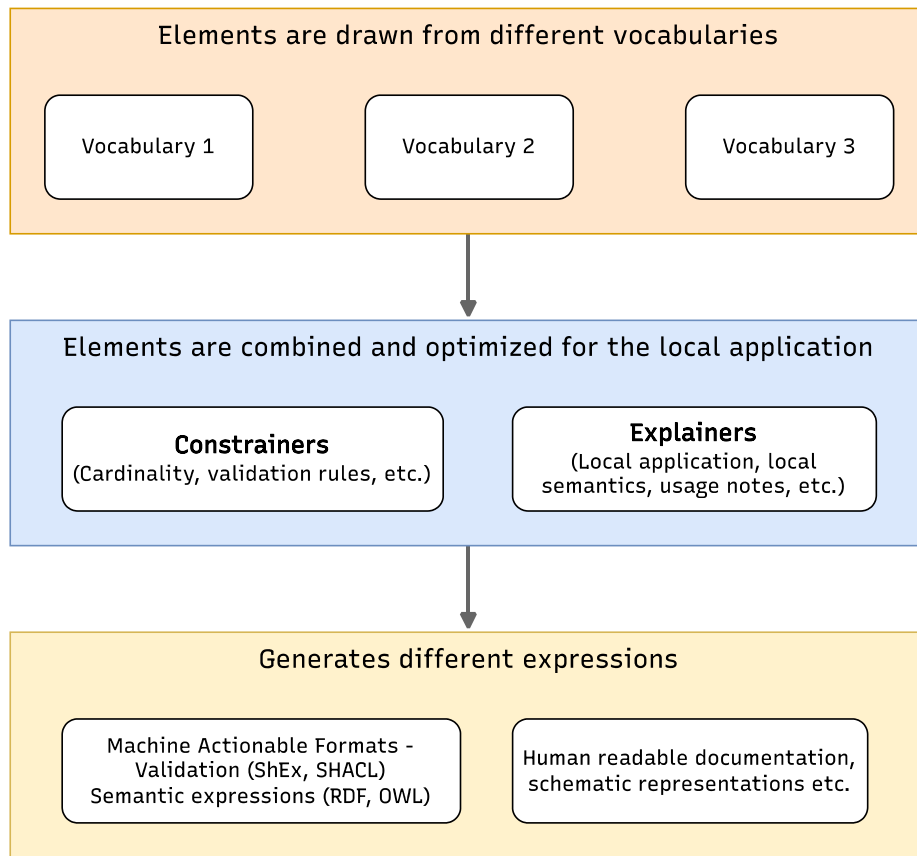 Elements are drawn from different vocabularies
Vocabulary 1
Vocabulary 2
Vocabulary 3
Elements are combined and optimized for the local application
Constrainers
(Cardinality, validation rules, etc.)
Explainers
(Local application, local
semantics, usage notes, etc.)
Generates different expressions
Machine Actionable Formats -
Validation (ShEx, SHACL)
Semantic expressions (RDF, OWL)
Human readable documentation,
schematic representations etc.